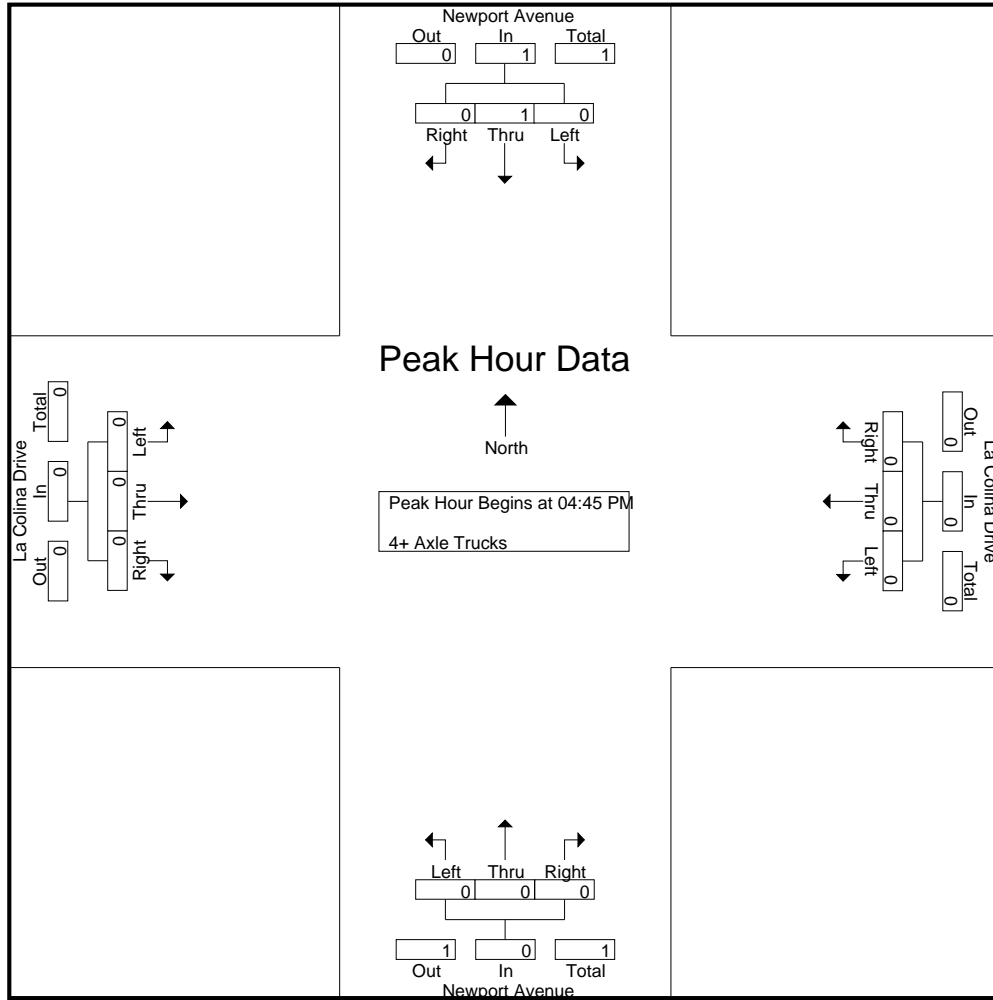 Newport Avenue
Out In Total
0 1 1
0 1 0
Right Thru Left
Peak Hour Data
North
Peak Hour Begins at 04:45 PM
4+ Axle Trucks
La Colina Drive
Out In Total
0 0 0
Left Thru Right
0 0 0
La Colina Drive
Out In Total
0 0 0
Right Thru Left
0 0 0
Left Thru Right
0 0 0
1 0 1
Out In Total
Newport Avenue